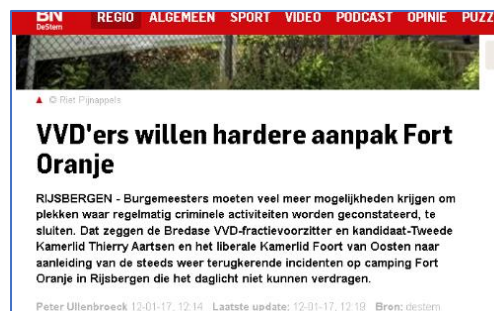 BN
DeStem
REGIO ALGEMEEN SPORT VIDEO PODCAST OPINIE PUZZ
© Riet Pijnappels
VVD'ers willen hardere aanpak Fort
Oranje
RIJSBERGEN - Burgemeesters moeten veel meer mogelijkheden krijgen om
plekken waar regelmatig criminele activiteiten worden geconstateerd, te
sluiten. Dat zeggen de Bredase VVD-fractievoorzitter en kandidaat-Tweede
Kamerlid Thierry Aartsen en het liberale Kamerlid Foort van Oosten naar
aanleiding van de steeds weer terugkerende incidenten op camping Fort
Oranje in Rijsbergen die het daglicht niet kunnen verdragen.
Peter Ullenbroeck 12-01-17, 12:14 Laatste update: 12-01-17, 12:19 Bron: destem